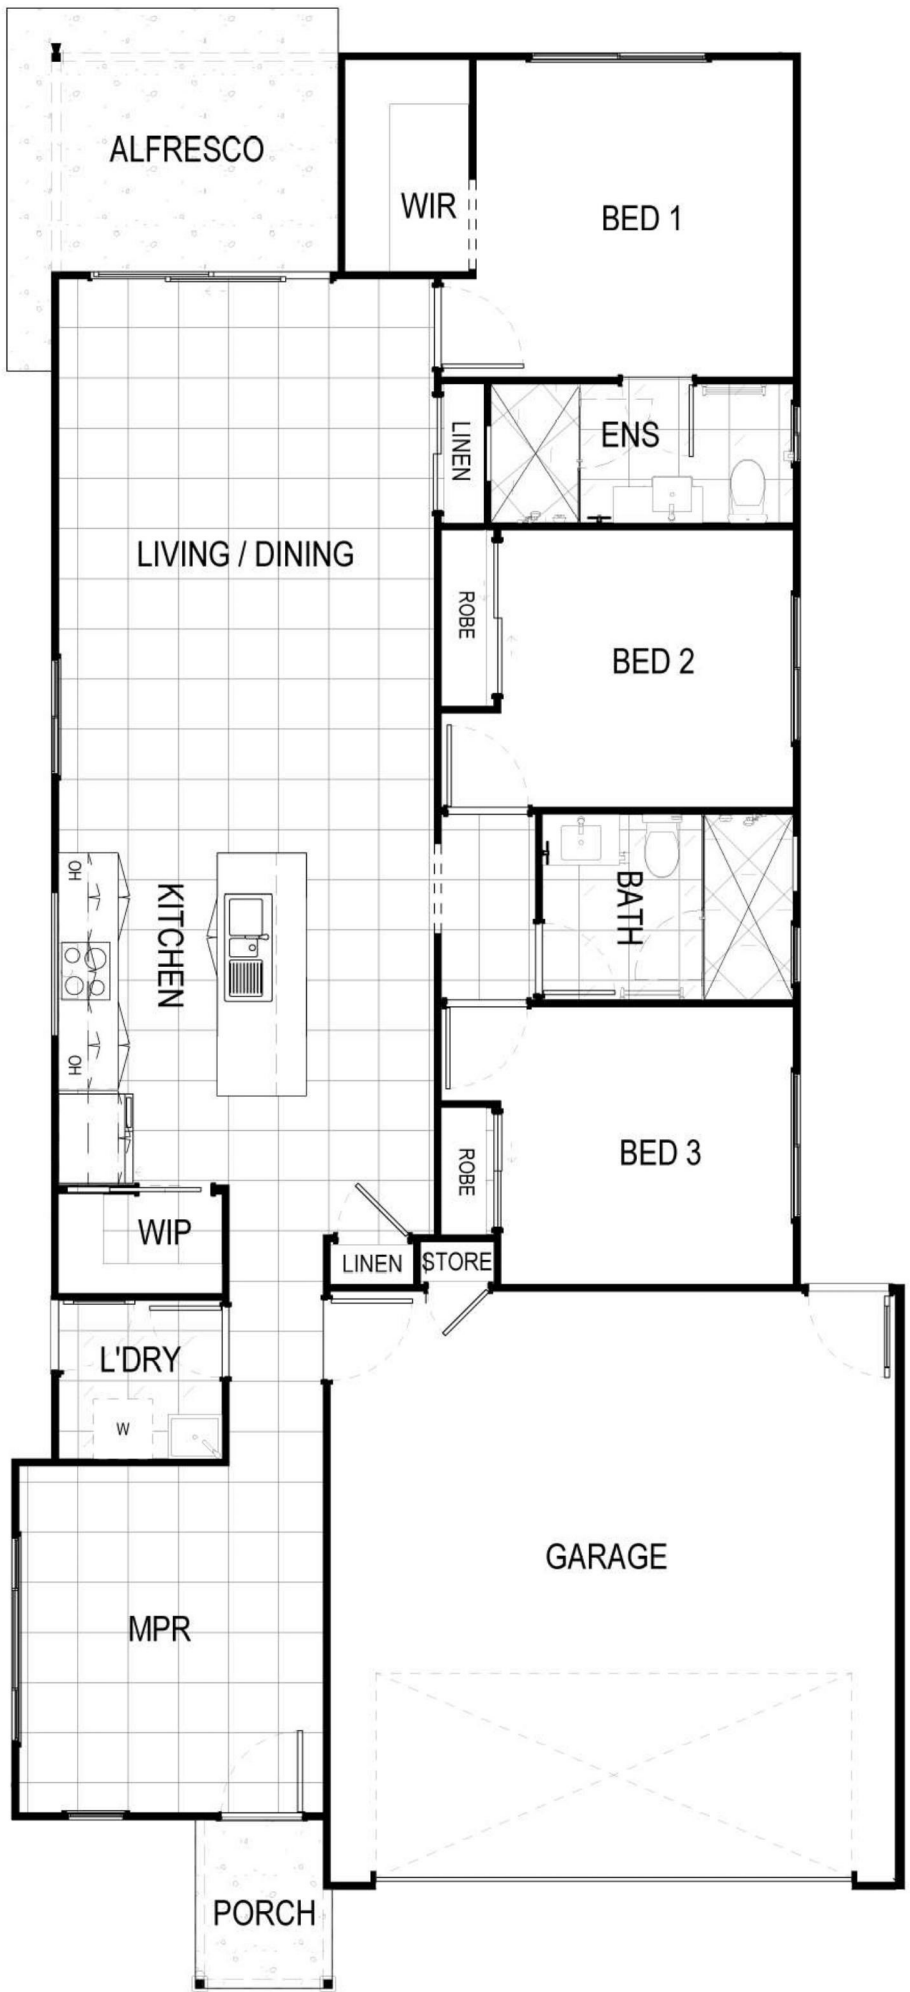 ALFRESCO
WIR
BED 1
LINEN
ENS
LIVING / DINING
ROBE
BED 2
OH
KITCHEN
BATH
OH
ROBE
BED 3
WIP
LINEN
STORE
L'DRY
W
GARAGE
MPR
PORCH